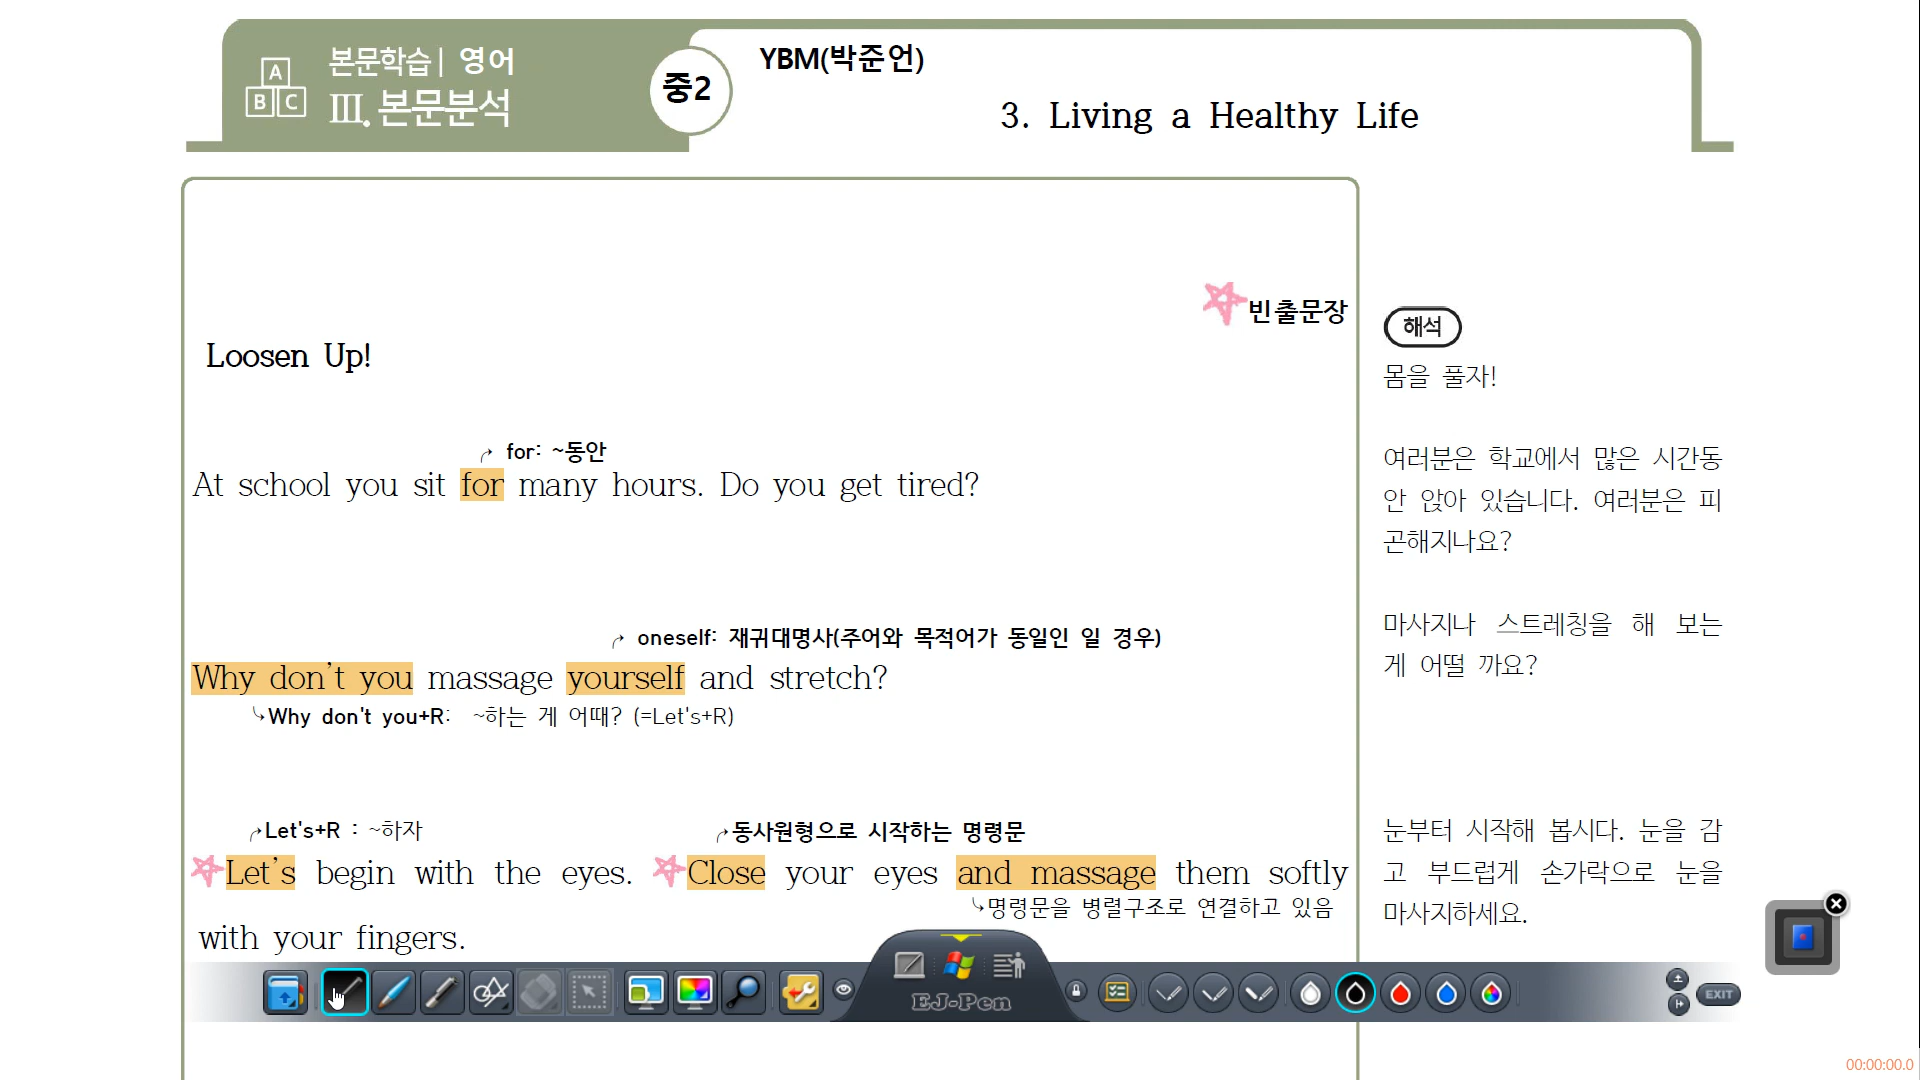 본문학습| 영어
Ⅲ. 본문분석
A
B C
중2
YBM(박준언)
3. Living a Healthy Life
빈출문장
Loosen Up!
for: ~동안
At school you sit for many hours. Do you get tired?
oneself: 재귀대명사(주어와 목적어가 동일인 일 경우)
Why don't you massage yourself and stretch?
Why don't you+R: ~하는 게 어때? (=Let's+R)
Let's+R : ~하자
동사원형으로 시작하는 명령문
Let's begin with the eyes. Close your eyes and massage them softly
명령문을 병렬구조로 연결하고 있음
with your fingers.
해석
몸을 풀자!
여러분은 학교에서 많은 시간동
안 앉아 있습니다. 여러분은 피
곤해지나요?
마사지나 스트레칭을 해 보는
게 어떨 까요?
눈부터 시작해 봅시다. 눈을 감
고 부드럽게 손가락으로 눈을
마사지하세요.
EJ-Pen
EXIT
00:00:00.0